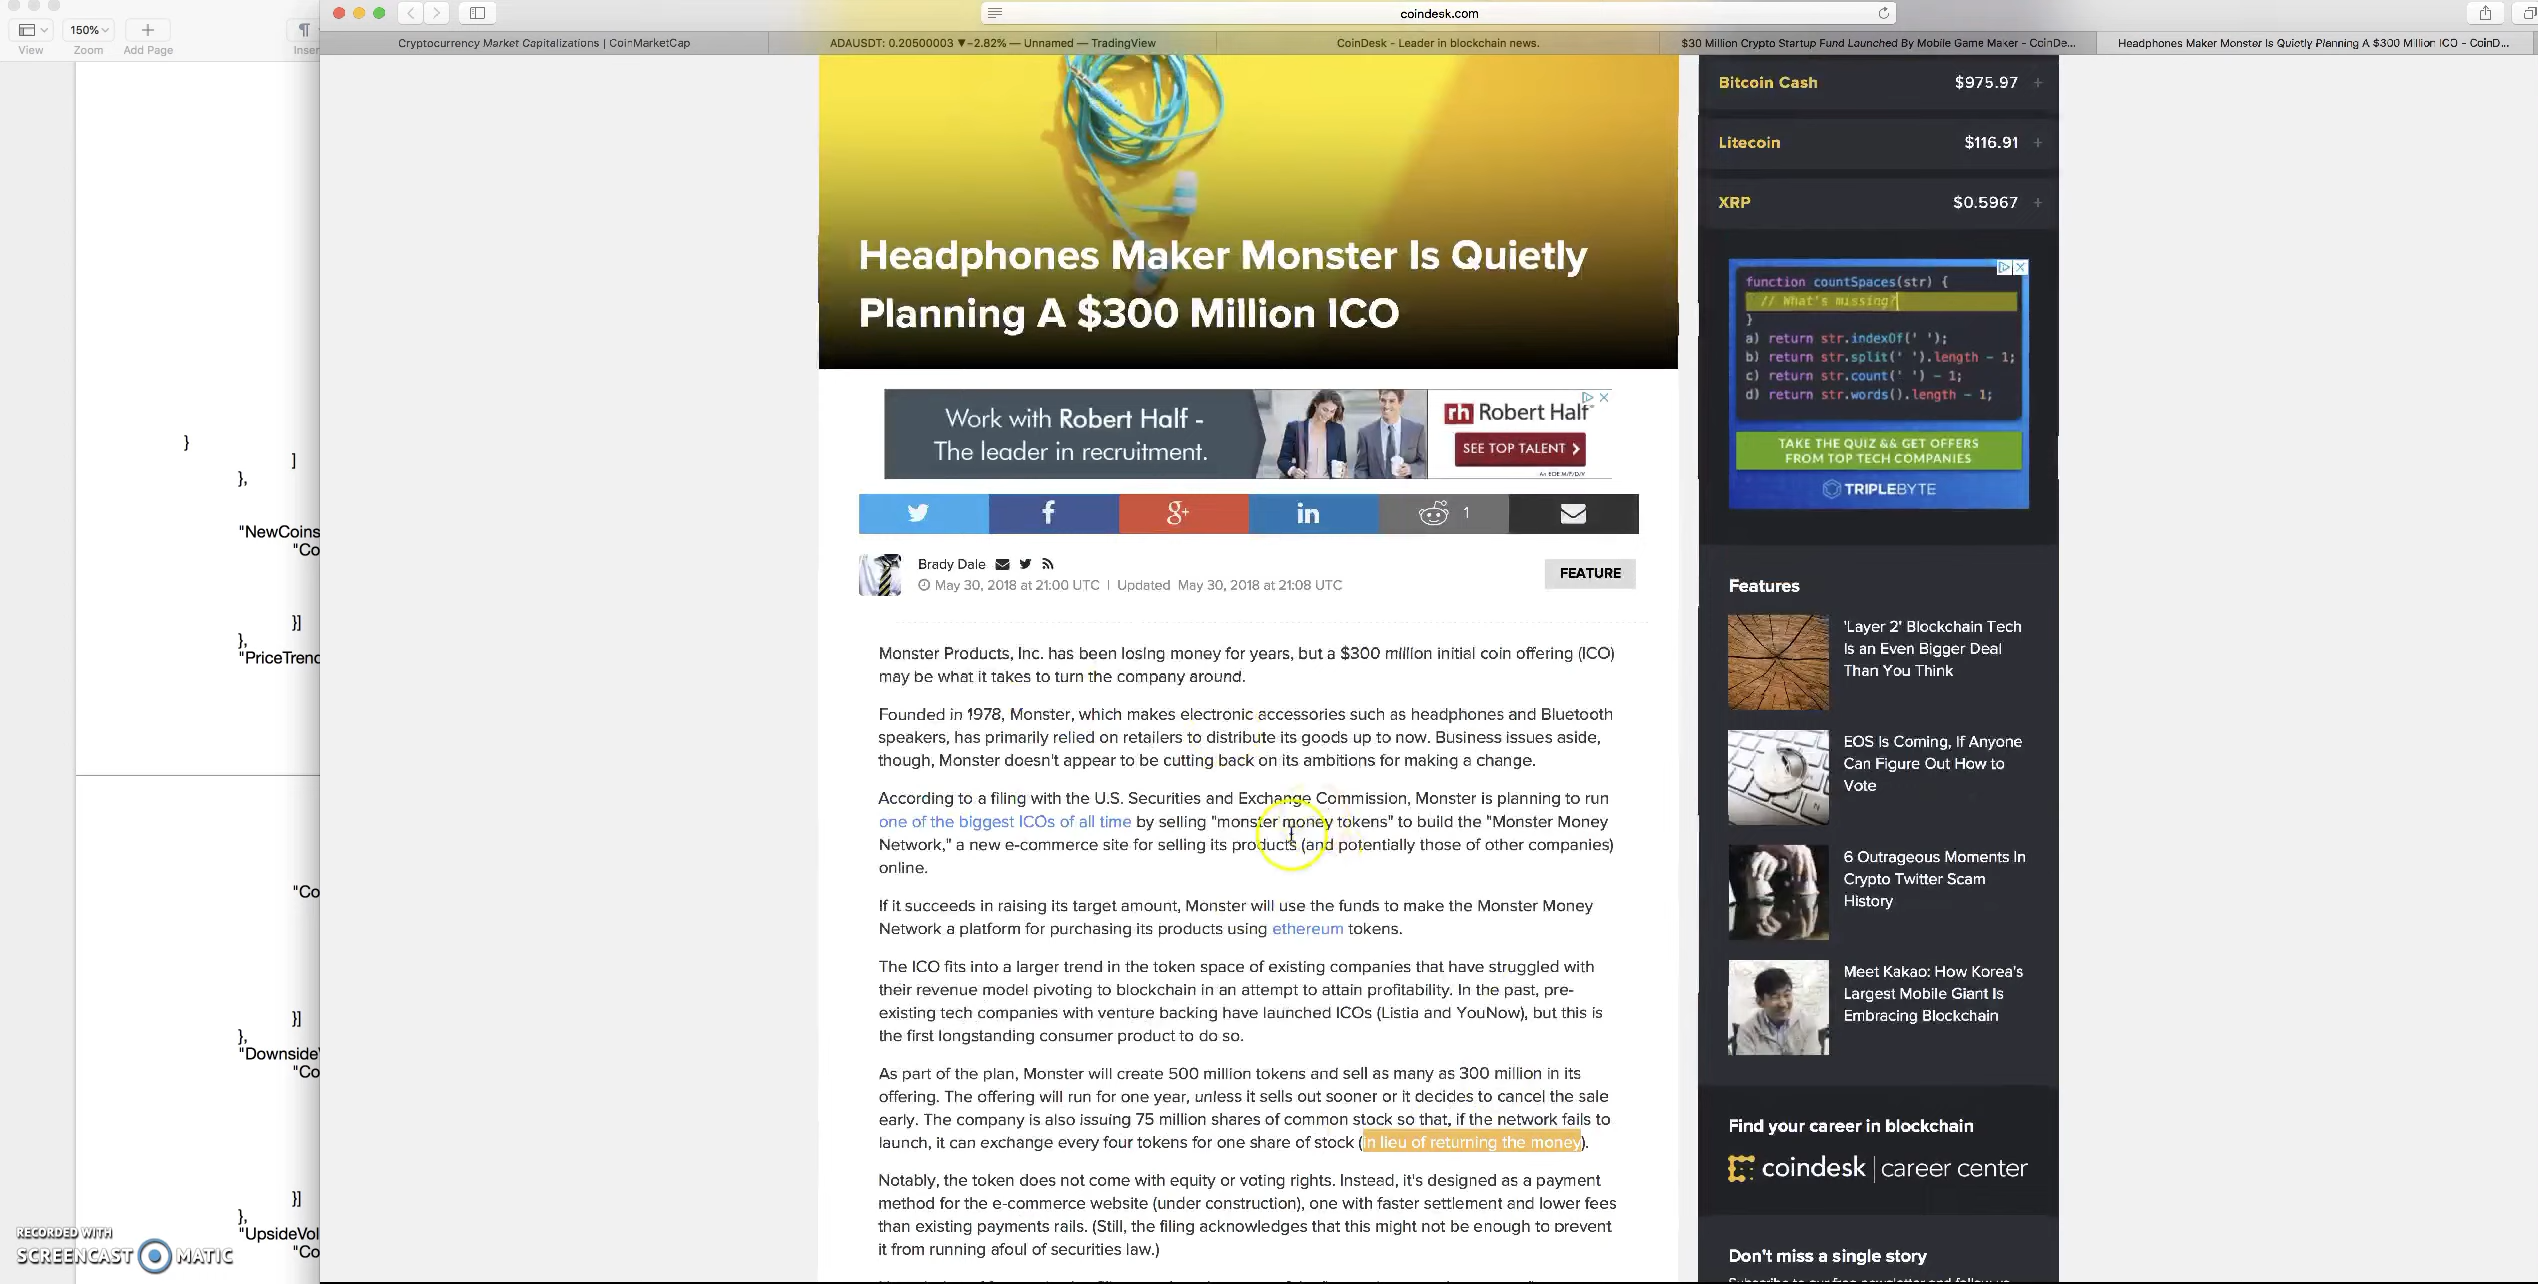 coindesk.com
150%
View
Zoom
Add Page
Inser
Cryptocurrency Market Capitalizations | CoinMarketCap
ADAUSDT: 0.20500003 ▼−2.82% — Unnamed — TradingView
CoinDesk - Leader in blockchain news.
$30 Million Crypto Startup Fund Launched By Mobile Game Maker - CoinDe...
Headphones Maker Monster Is Quietly Planning A $300 Million ICO - CoinD...
}
]
},
"NewCoins
"Co
}]
},
"PriceTrend
"Co
}]
},
"Downside
"Co
}]
},
"UpsideVol
"Co
RECORDED WITH
SCREENCAST MATIC
Headphones Maker Monster Is Quietly
Planning A $300 Million ICO
Work with Robert Half -
The leader in recruitment.
rh Robert Half
SEE TOP TALENT
An EOE M/F/D/V
f
g+
in
1
Brady Dale
May 30, 2018 at 21:00 UTC | Updated May 30, 2018 at 21:08 UTC
FEATURE
Monster Products, Inc. has been losing money for years, but a $300 million initial coin offering (ICO)
may be what it takes to turn the company around.
Founded in 1978, Monster, which makes electronic accessories such as headphones and Bluetooth
speakers, has primarily relied on retailers to distribute its goods up to now. Business issues aside,
though, Monster doesn't appear to be cutting back on its ambitions for making a change.
According to a filing with the U.S. Securities and Exchange Commission, Monster is planning to run
one of the biggest ICOs of all time by selling "monster money tokens" to build the "Monster Money
Network," a new e-commerce site for selling its products (and potentially those of other companies)
online.
If it succeeds in raising its target amount, Monster will use the funds to make the Monster Money
Network a platform for purchasing its products using ethereum tokens.
The ICO fits into a larger trend in the token space of existing companies that have struggled with
their revenue model pivoting to blockchain in an attempt to attain profitability. In the past, pre-
existing tech companies with venture backing have launched ICOs (Listia and YouNow), but this is
the first longstanding consumer product to do so.
As part of the plan, Monster will create 500 million tokens and sell as many as 300 million in its
offering. The offering will run for one year, unless it sells out sooner or it decides to cancel the sale
early. The company is also issuing 75 million shares of common stock so that, if the network fails to
launch, it can exchange every four tokens for one share of stock (in lieu of returning the money).
Notably, the token does not come with equity or voting rights. Instead, it's designed as a payment
method for the e-commerce website (under construction), one with faster settlement and lower fees
than existing payments rails. (Still, the filing acknowledges that this might not be enough to prevent
it from running afoul of securities law.)
Bitcoin Cash $975.97 +
Litecoin $116.91 +
XRP $0.5967 +
function countSpaces(str) {
// What's missing?
}
a) return str.indexOf(' ');
b) return str.split(' ').length - 1;
c) return str.count(' ') - 1;
d) return str.words().length - 1;
TAKE THE QUIZ && GET OFFERS
FROM TOP TECH COMPANIES
TRIPLEBYTE
Features
'Layer 2' Blockchain Tech
Is an Even Bigger Deal
Than You Think
EOS Is Coming, If Anyone
Can Figure Out How to
Vote
6 Outrageous Moments In
Crypto Twitter Scam
History
Meet Kakao: How Korea's
Largest Mobile Giant Is
Embracing Blockchain
Find your career in blockchain
coindesk | career center
Don't miss a single story